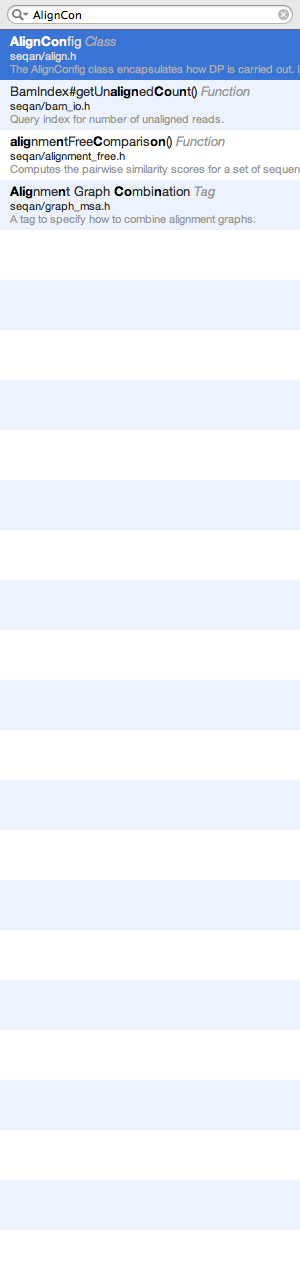 AlignCon
AlignConfig Class
seqan/align.h
The AlignConfig class encapsulates how DP is carried out.
BamIndex#getUnalignedCount() Function
seqan/bam_io.h
Query index for number of unaligned reads.
alignmentFreeComparison() Function
seqan/alignment_free.h
Computes the pairwise similarity scores for a set of sequen
Alignment Graph Combination Tag
seqan/graph_msa.h
A tag to specify how to combine alignment graphs.